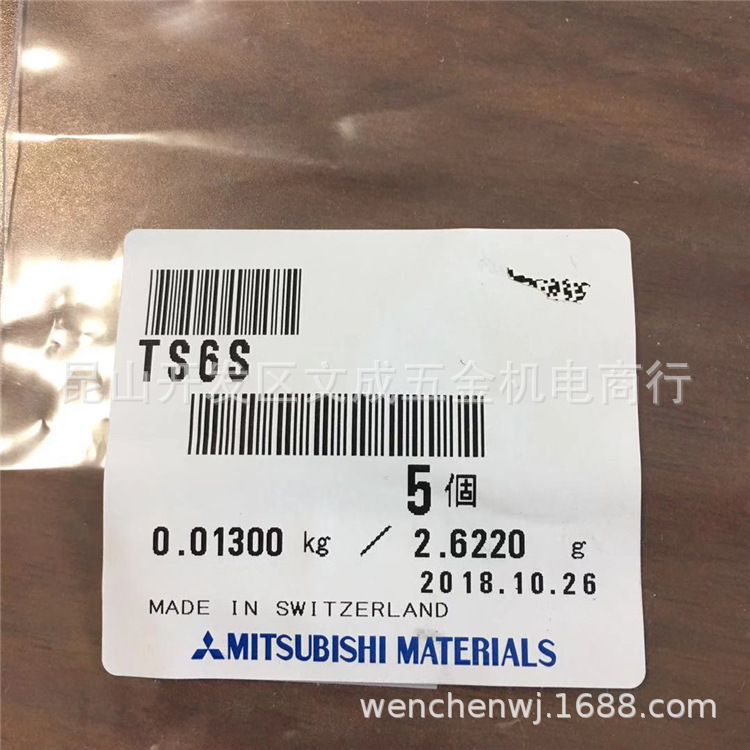 TS6S
昆山开发区文成五金机电商行
5個
0.01300 kg / 2.6220 g
2018.10.26
MADE IN SWITZERLAND
MITSUBISHI MATERIALS
wenchenwj.1688.com